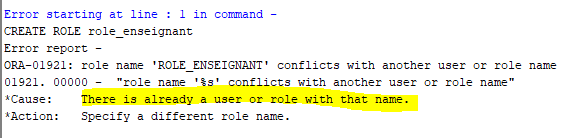 Error starting at line : 1 in command -
CREATE ROLE role_enseignant
Error report -
ORA-01921: role name 'ROLE_ENSEIGNANT' conflicts with another user or role name
01921. 00000 -  "role name '%s' conflicts with another user or role name"
*Cause:    There is already a user or role with that name.
*Action:   Specify a different role name.